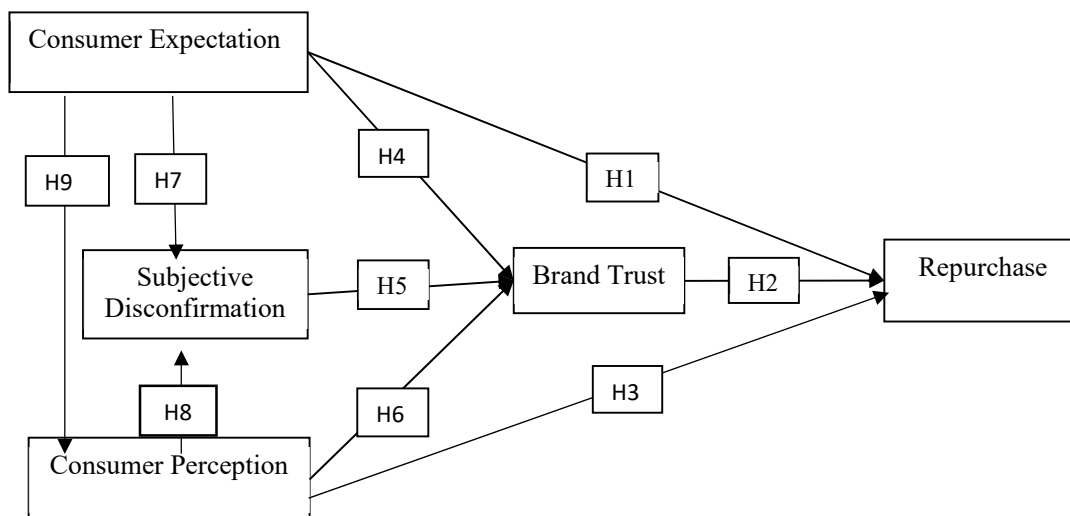 Consumer Expectation
H4
H9
H7
H1
Subjective
Disconfirmation
H5
Brand Trust
H2
Repurchase
H3
H8
H6
Consumer Perception